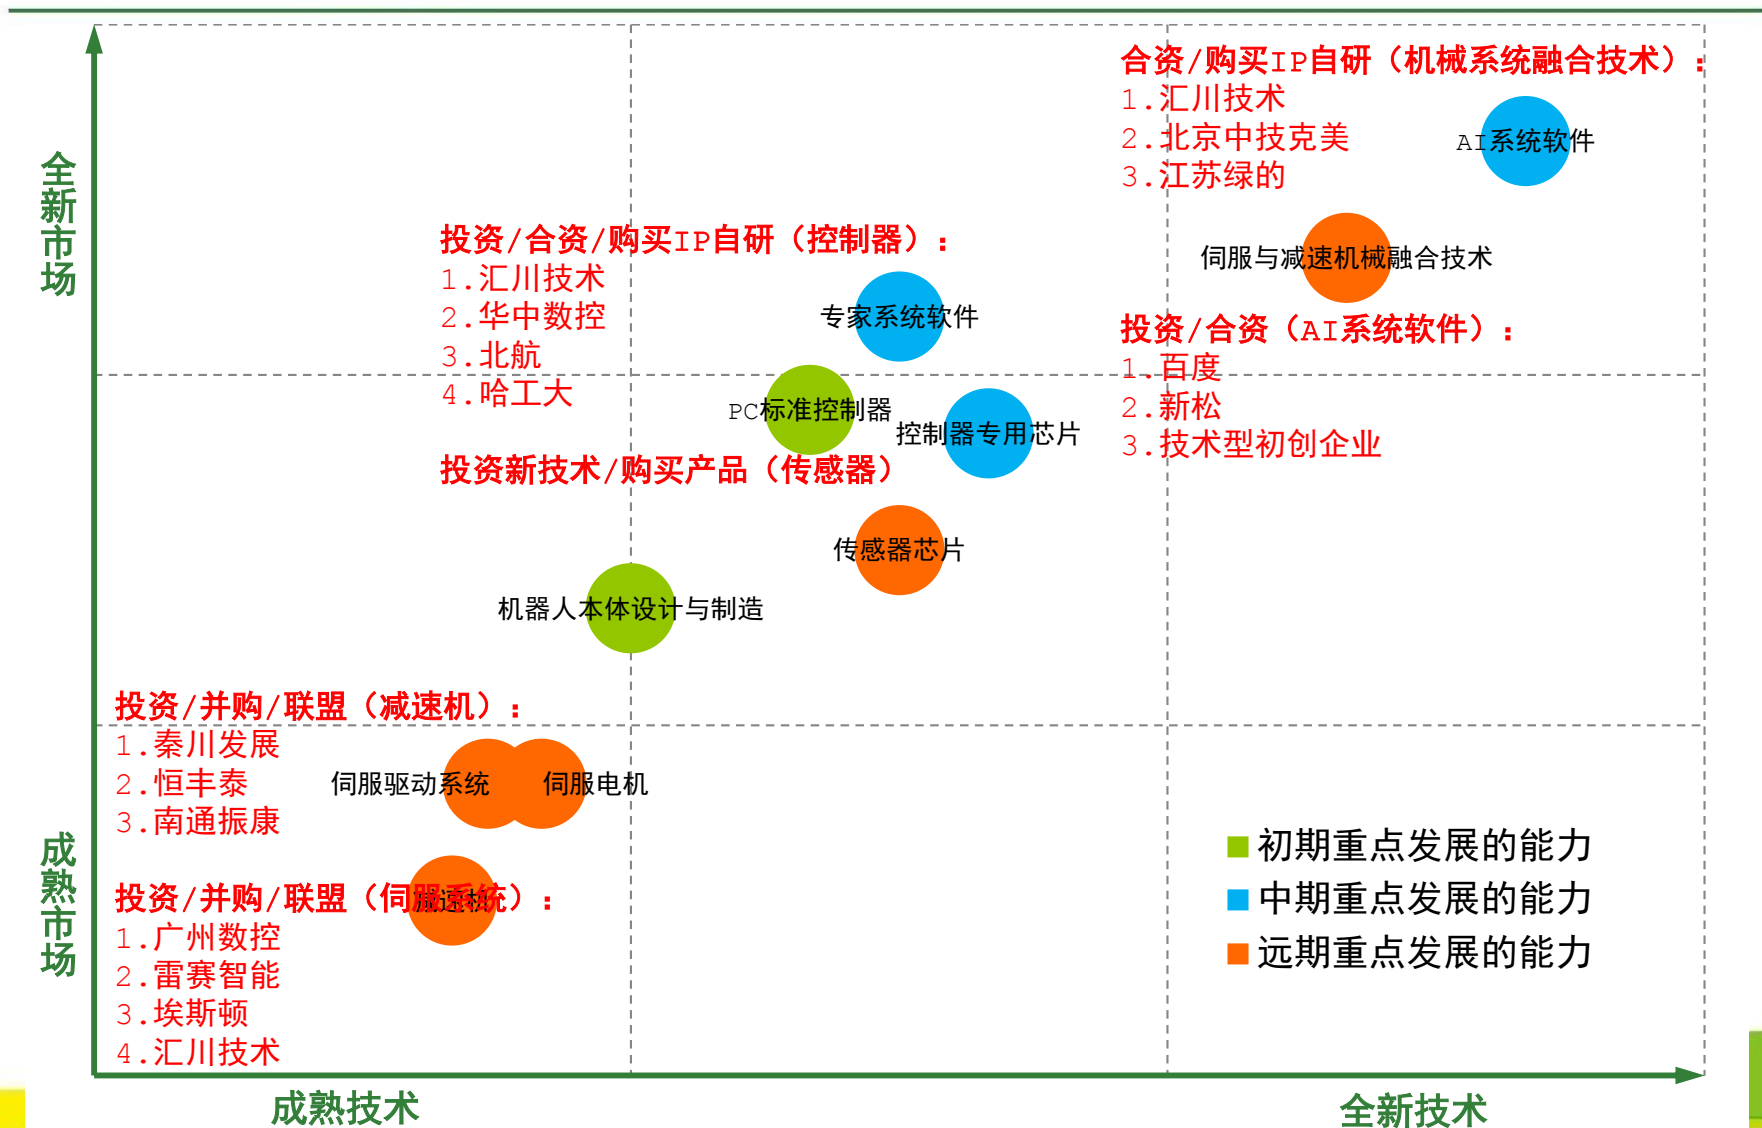 合资/购买IP自研（机械系统融合技术）：
1.汇川技术
2.北京中技克美
3.江苏绿的
AI系统软件
全新市场
投资/合资/购买IP自研（控制器）：
1.汇川技术
2.华中数控
3.北航
4.哈工大
伺服与减速机械融合技术
专家系统软件
投资/合资（AI系统软件）：
1.百度
2.新松
3.技术型初创企业
PC标准控制器
控制器专用芯片
投资新技术/购买产品（传感器）
传感器芯片
机器人本体设计与制造
投资/并购/联盟（减速机）：
1.秦川发展
2.恒丰泰
3.南通振康
伺服驱动系统
伺服电机
成熟市场
投资/并购/联盟（伺服系统）：
减速机
1.广州数控
2.雷赛智能
3.埃斯顿
4.汇川技术
初期重点发展的能力
中期重点发展的能力
远期重点发展的能力
成熟技术
全新技术